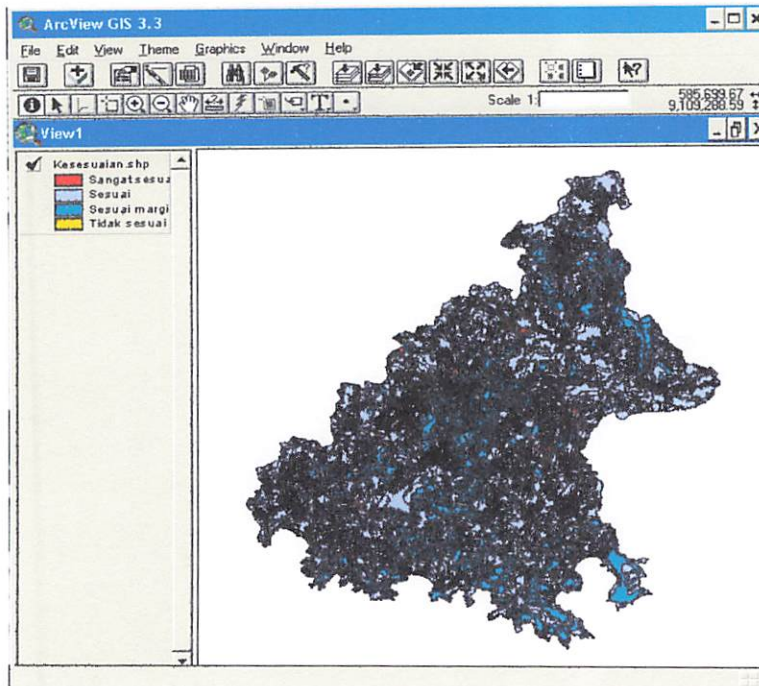 ArcView GIS 3.3
File Edit View Theme Graphics Window Help
Scale 1:
585,699.67
9,109,288.59
View1
Kesesuaian.shp
Sangat sesua
Sesuai
Sesuai margi
Tidak sesuai